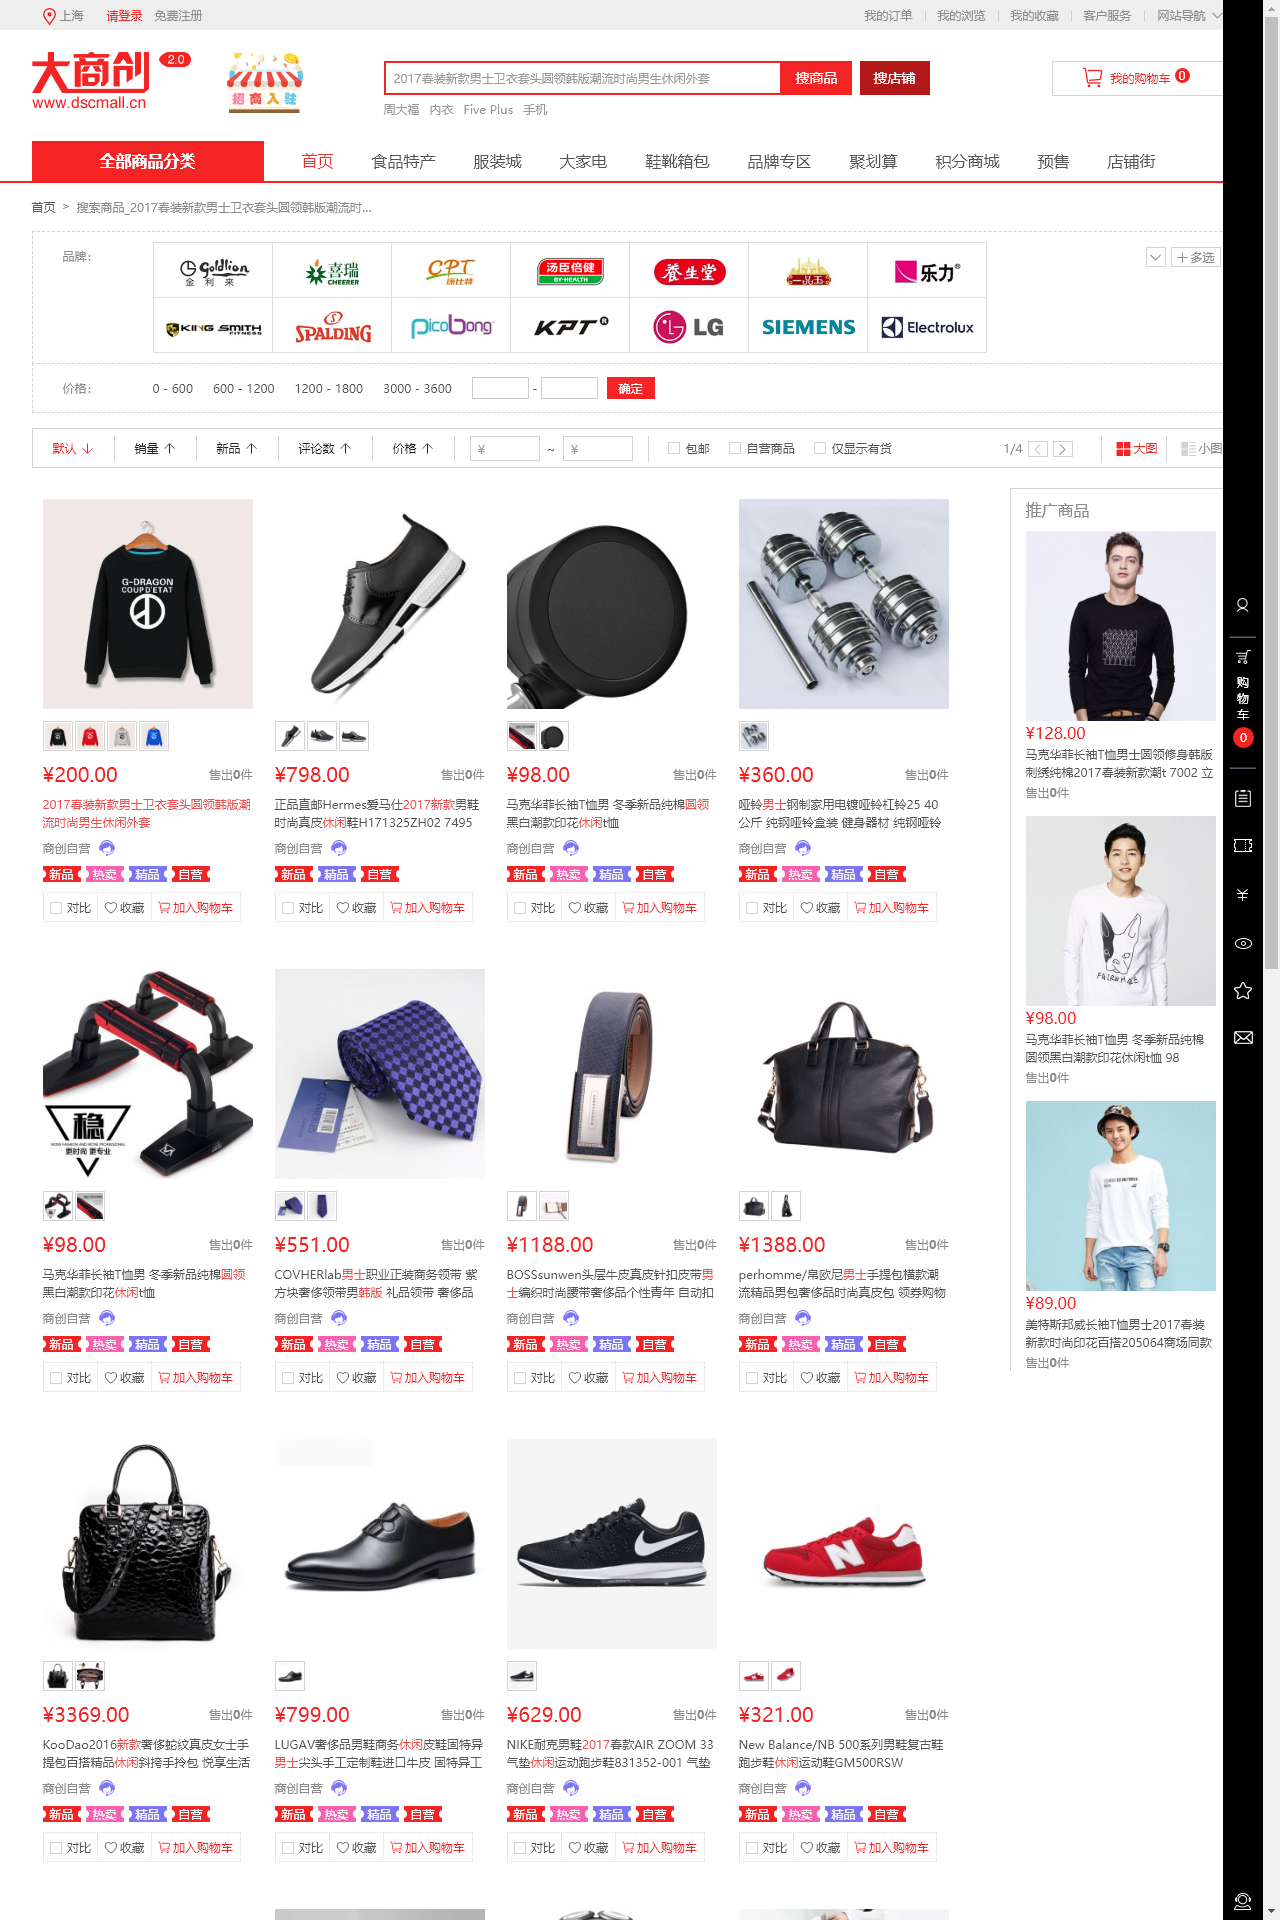 上海 请登录 免费注册 我的订单 我的浏览 我的收藏 客户服务 网站导航
大商创 2.0
www.dscmall.cn
招商入驻
2017春装新款男士卫衣套头圆领韩版潮流时尚男生休闲外套 搜商品 搜店铺
我的购物车 0
周大福 内衣 Five Plus 手机
全部商品分类 首页 食品特产 服装城 大家电 鞋靴箱包 品牌专区 聚划算 积分商城 预售 店铺街
首页 > 搜索商品_2017春装新款男士卫衣套头圆领韩版潮流时...
品牌:
Goldlion 金利来 喜瑞 CHEERER CPT 康比特 汤臣倍健 BY-HEALTH 養生堂 一品玉 乐力®
KING SMITH FITNESS SPALDING PicoBong KPT® LG SIEMENS Electrolux
多选
价格: 0 - 600 600 - 1200 1200 - 1800 3000 - 3600 - 确定
默认 销量 新品 评论数 价格 ¥ ~ ¥ 包邮 自营商品 仅显示有货 1/4 大图 小图
推广商品
G-DRAGON
COUP D'ETAT
¥200.00 售出0件
2017春装新款男士卫衣套头圆领韩版潮
流时尚男生休闲外套
商创自营
新品 热卖 精品 自营
对比 收藏 加入购物车
¥798.00 售出0件
正品直邮Hermes爱马仕2017新款男鞋
时尚真皮休闲鞋H171325ZH02 7495
商创自营
新品 精品 自营
对比 收藏 加入购物车
¥98.00 售出0件
马克华菲长袖T恤男 冬季新品纯棉圆领
黑白潮款印花休闲t恤
商创自营
新品 热卖 精品 自营
对比 收藏 加入购物车
¥360.00 售出0件
哑铃男士钢制家用电镀哑铃杠铃25 40
公斤 纯钢哑铃盒装 健身器材 纯钢哑铃
商创自营
新品 热卖 精品 自营
对比 收藏 加入购物车
¥128.00
马克华菲长袖T恤男士圆领修身韩版
刺绣纯棉2017春装新款潮t 7002 立
售出0件
¥98.00
马克华菲长袖T恤男 冬季新品纯棉
圆领黑白潮款印花休闲t恤 98
售出0件
¥89.00
美特斯邦威长袖T恤男士2017春装
新款时尚印花百搭205064商场同款
售出0件
购物车
0
稳
MORE FASHION AND MORE PROFESSIONAL
更时尚 更专业
¥98.00 售出0件
马克华菲长袖T恤男 冬季新品纯棉圆领
黑白潮款印花休闲t恤
商创自营
新品 热卖 精品 自营
对比 收藏 加入购物车
¥551.00 售出0件
COVHERlab男士职业正装商务领带 紫
方块奢侈领带男韩版 礼品领带 奢侈品
商创自营
新品 热卖 精品 自营
对比 收藏 加入购物车
¥1188.00 售出0件
BOSSsunwen头层牛皮真皮针扣皮带男
士编织时尚腰带奢侈品个性青年 自动扣
商创自营
新品 热卖 精品 自营
对比 收藏 加入购物车
¥1388.00 售出0件
perhomme/帛欧尼男士手提包横款潮
流精品男包奢侈品时尚真皮包 领券购物
商创自营
新品 热卖 精品 自营
对比 收藏 加入购物车
¥3369.00 售出0件
KooDao2016新款奢侈蛇纹真皮女士手
提包百搭精品休闲斜挎手拎包 悦享生活
商创自营
新品 热卖 精品 自营
对比 收藏 加入购物车
¥799.00 售出0件
LUGAV奢侈品男鞋商务休闲皮鞋固特异
男士尖头手工定制鞋进口牛皮 固特异工
商创自营
新品 热卖 精品 自营
对比 收藏 加入购物车
¥629.00 售出0件
NIKE耐克男鞋2017春款AIR ZOOM 33
气垫休闲运动跑步鞋831352-001 气垫
商创自营
新品 热卖 精品 自营
对比 收藏 加入购物车
¥321.00 售出0件
New Balance/NB 500系列男鞋复古鞋
跑步鞋休闲运动鞋GM500RSW
商创自营
新品 热卖 精品 自营
对比 收藏 加入购物车